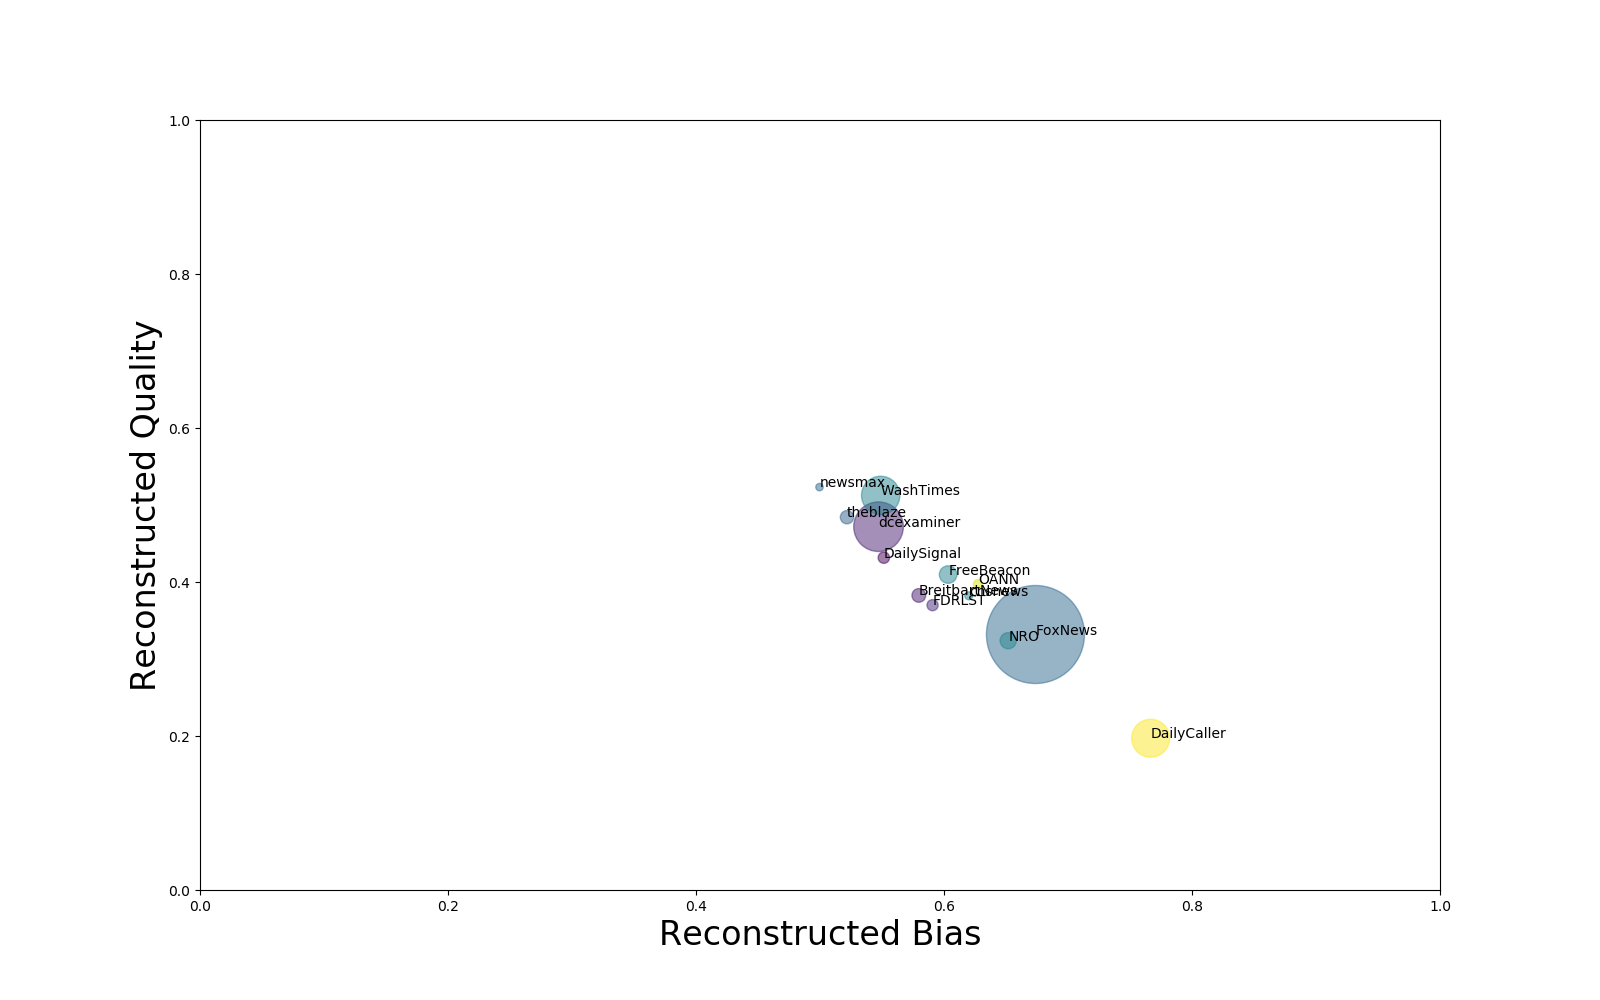 1.0
0.8
0.6
0.4
0.2
0.0
Reconstructed Quality
newsmax
WashTimes
theblaze
dcexaminer
DailySignal
FreeBeacon
OANN
BreitbartNews
cnsnews
FDRLST
FoxNews
NRO
DailyCaller
0.0 0.2 0.4 0.6 0.8 1.0
Reconstructed Bias